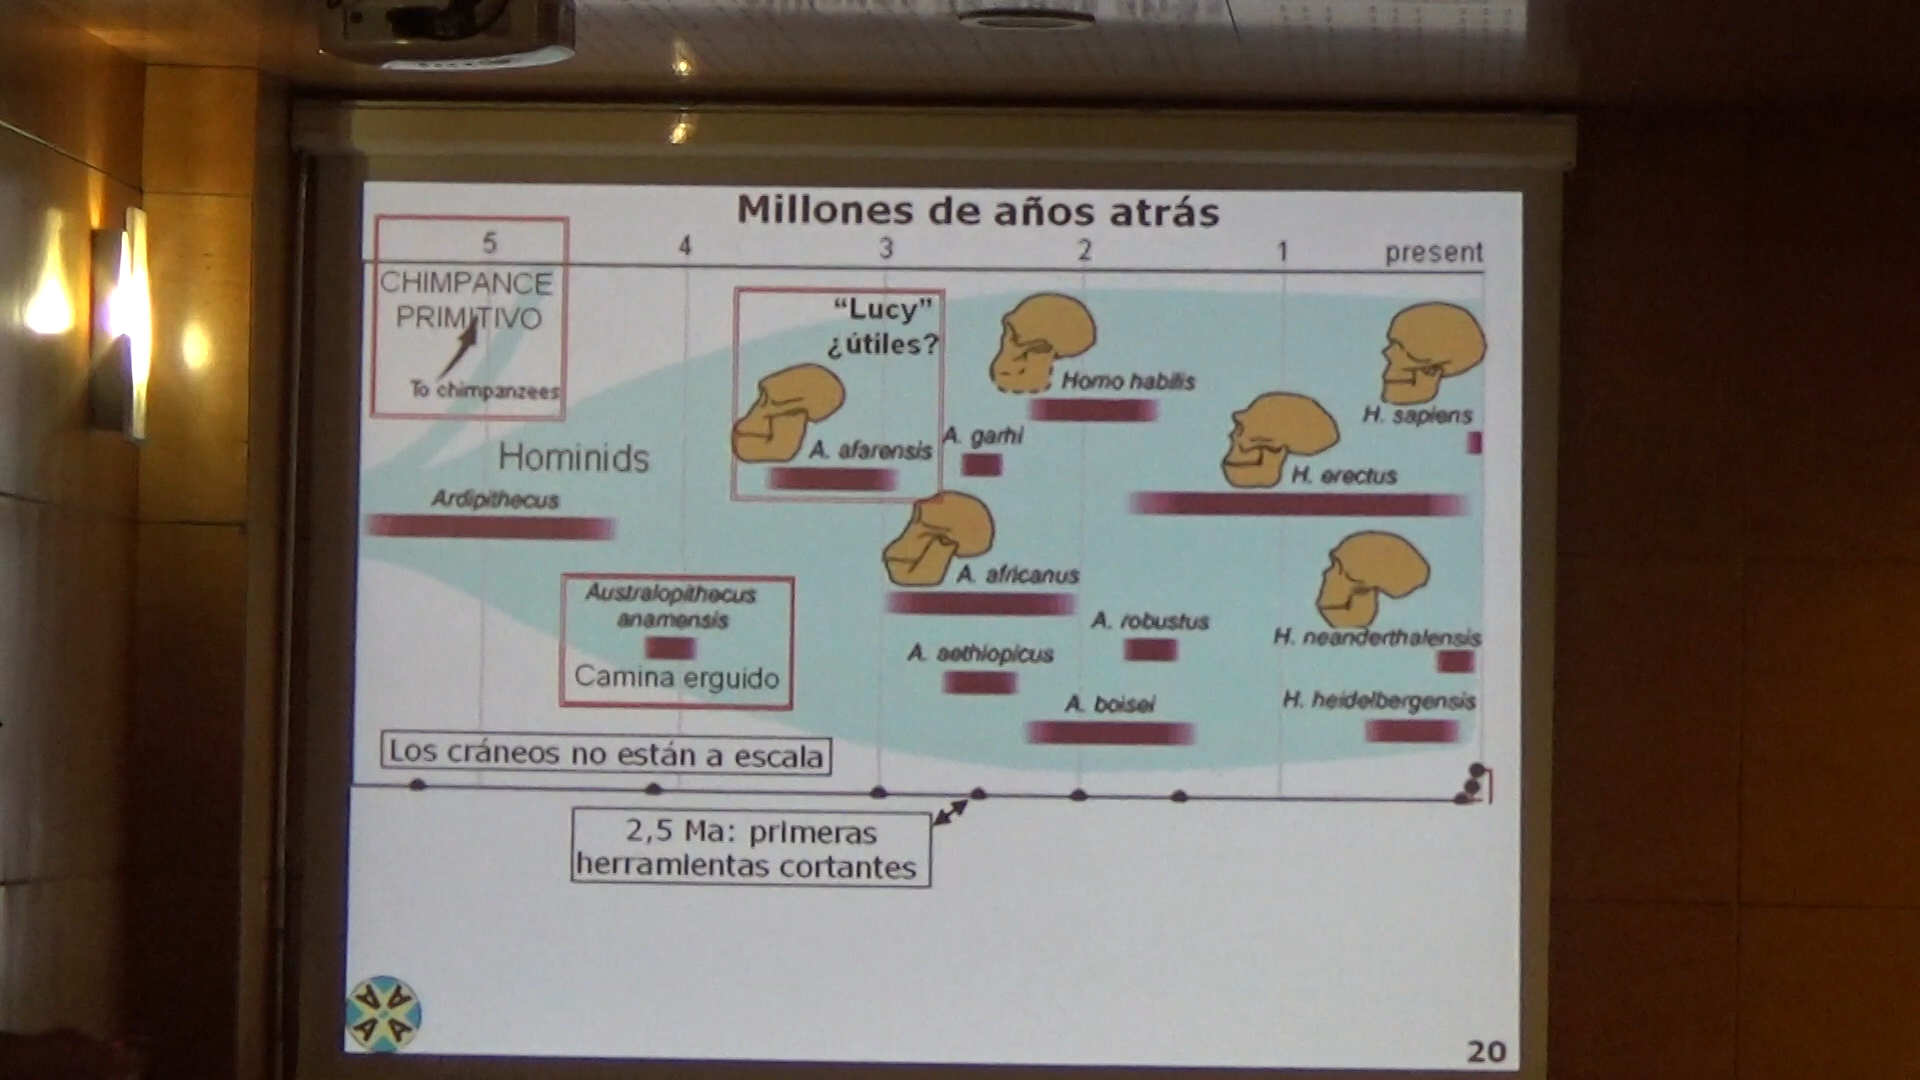 Millones de años atrás
5 4 3 2 1 present
CHIMPANCE
PRIMITIVO
To chimpanzees
"Lucy"
¿útiles?
A. afarensis
Homo habilis
A. garhi
H. sapiens
H. erectus
Hominids
Ardipithecus
A. africanus
Australopithecus
anamensis
Camina erguido
A. robustus
A. aethiopicus
H. neanderthalensis
A. boisei
H. heidelbergensis
Los cráneos no están a escala
2,5 Ma: primeras
herramientas cortantes
A A A A
20